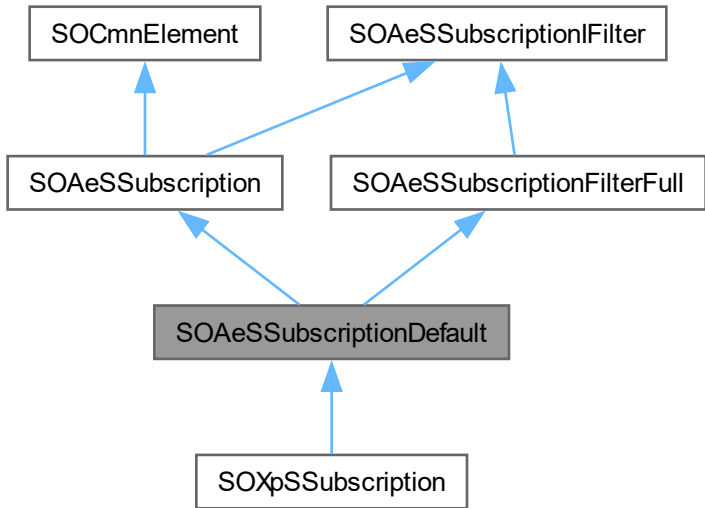 SOCmnElement
SOAeSSubscriptionIFilter
SOAeSSubscription
SOAeSSubscriptionFilterFull
SOAeSSubscriptionDefault
SOXpSSubscription